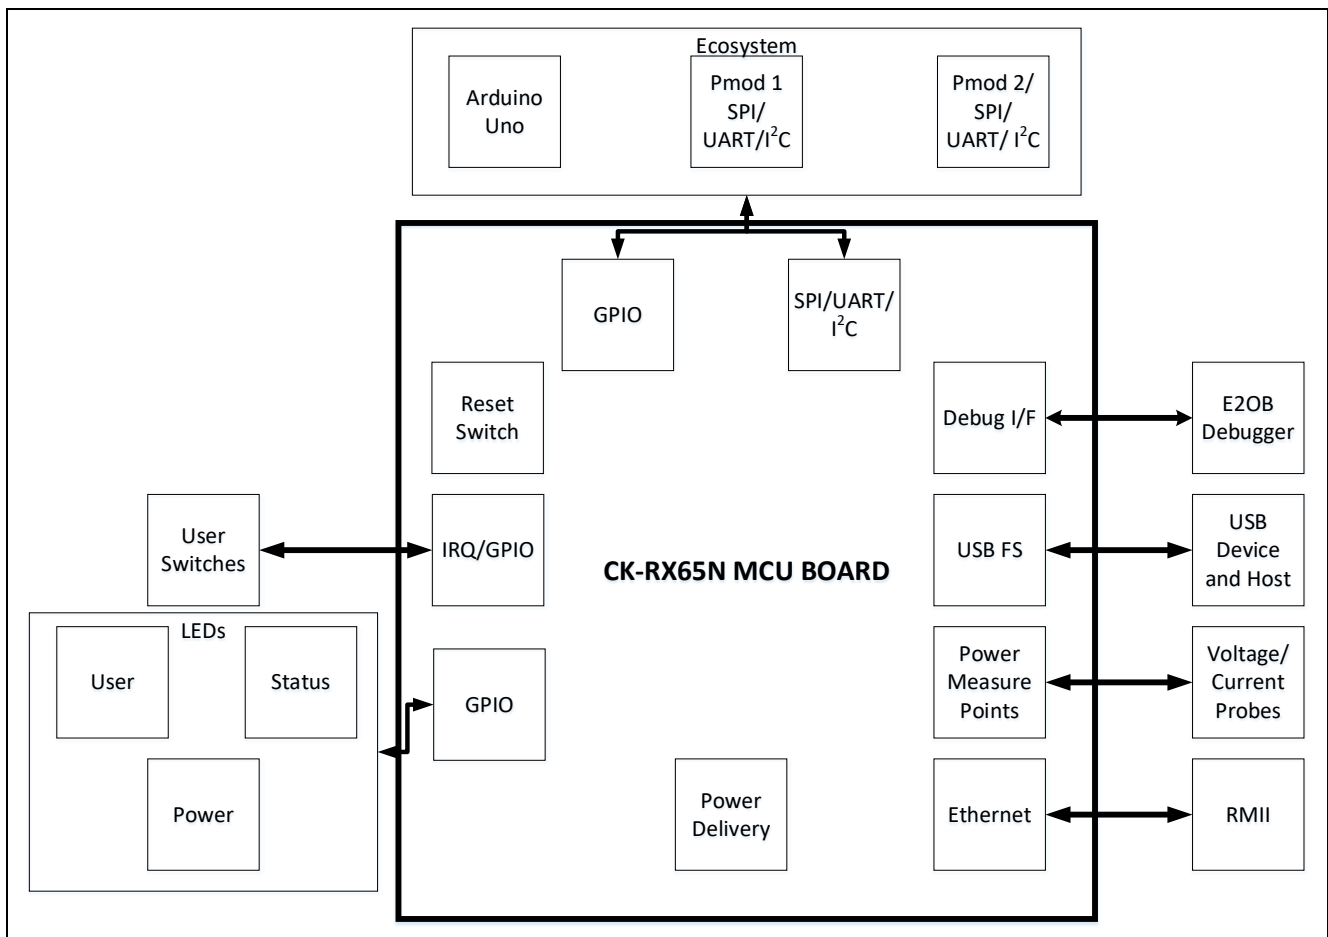 Ecosystem
Arduino
Uno
Pmod 1
SPI/
UART/I²C
Pmod 2/
SPI/
UART/ I²C
GPIO
SPI/UART/
I²C
Reset
Switch
Debug I/F
E2OB
Debugger
User
Switches
IRQ/GPIO
CK-RX65N MCU BOARD
USB FS
USB
Device
and Host
LEDs
User
Status
GPIO
Power
Measure
Points
Voltage/
Current
Probes
Power
Power
Delivery
Ethernet
RMII